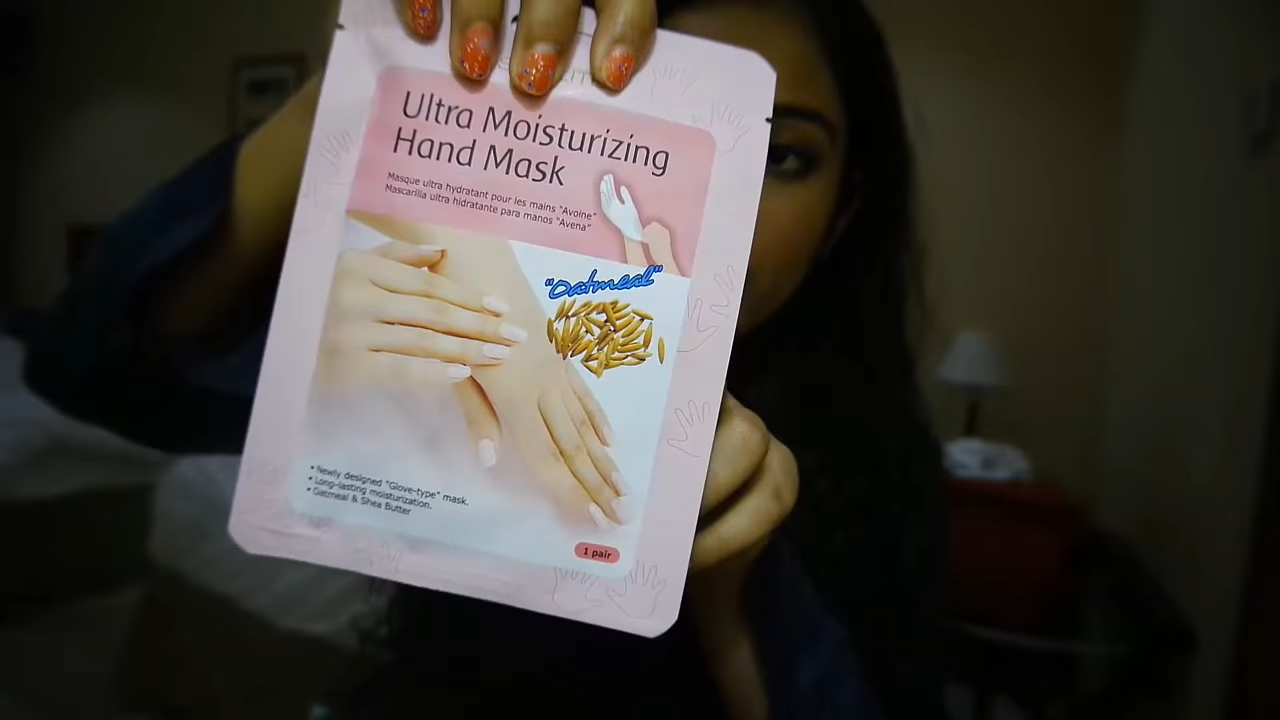 Ultra Moisturizing
Hand Mask
Masque ultra hydratant pour les mains "Avoine"
Mascarilla ultra hidratante para manos "Avena"
"Oatmeal"
• Newly designed "Glove-type" mask.
• Long-lasting moisturization.
• Oatmeal & Shea Butter
1 pair